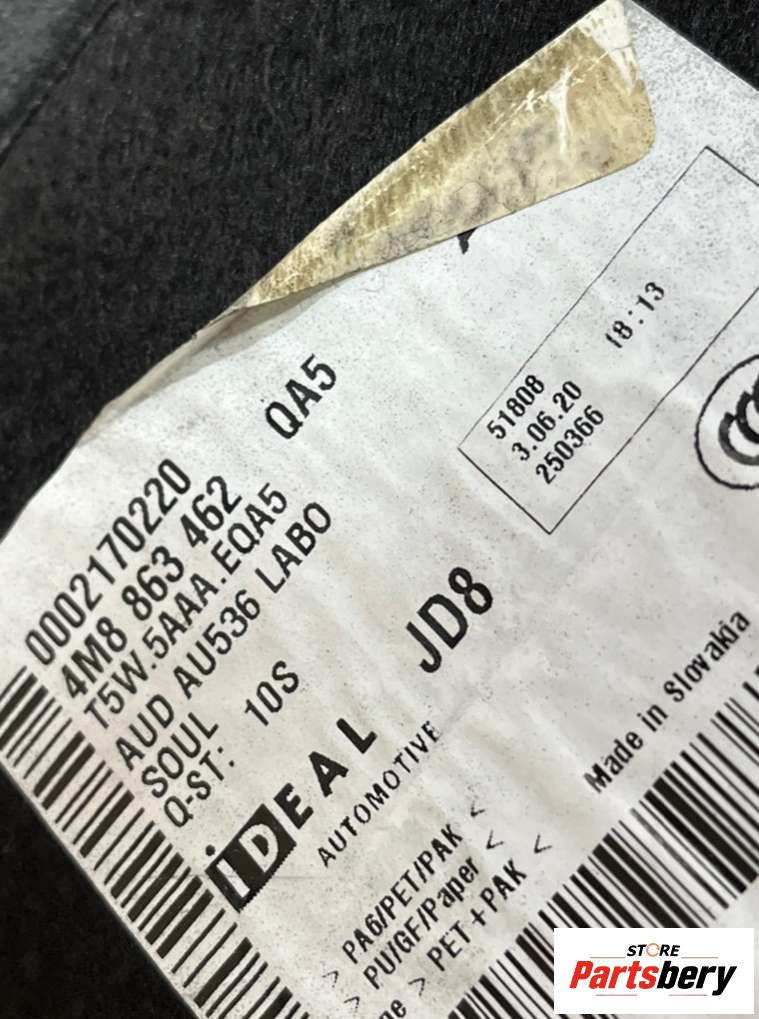 QA5
0002170220
4M8 863 462
T5W.5AAA.EQA5
AUD AU536 LABO
SOUL 10S
Q-ST:
JD8
51808
3.06.20 18:13
250366
iDEAL
AUTOMOTIVE
Made in Slovakia
> PA6/PET/PAK <
> PU/GF/Paper <
> PET+PAK <
STORE
Partsbery